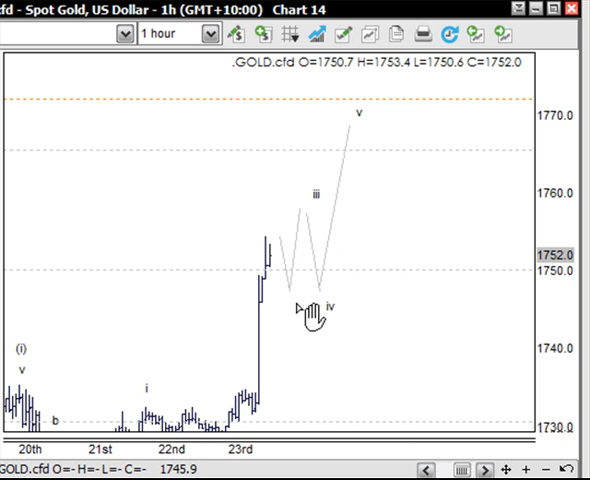 cfd - Spot Gold, US Dollar - 1h (GMT+10:00) Chart 14
1 hour
.GOLD.cfd O=1750.7 H=1753.4 L=1750.6 C=1752.0
v
1770.0
iii
1760.0
1752.0
1750.0
iv
(i)
1740.0
v
i
b
1730.0
20th 21st 22nd 23rd
GOLD.cfd O=- H=- L=- C=- 1745.9